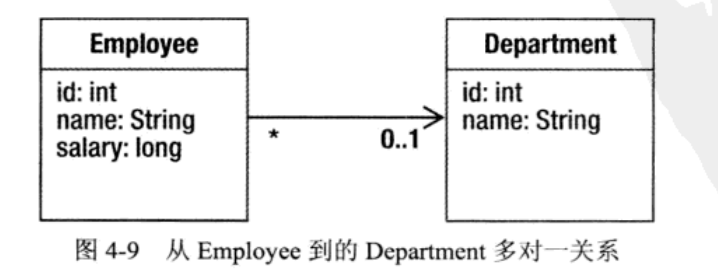 Employee
id: int
name: String
salary: long
*
0..1
Department
id: int
name: String
图 4-9 从 Employee 到的 Department 多对一关系